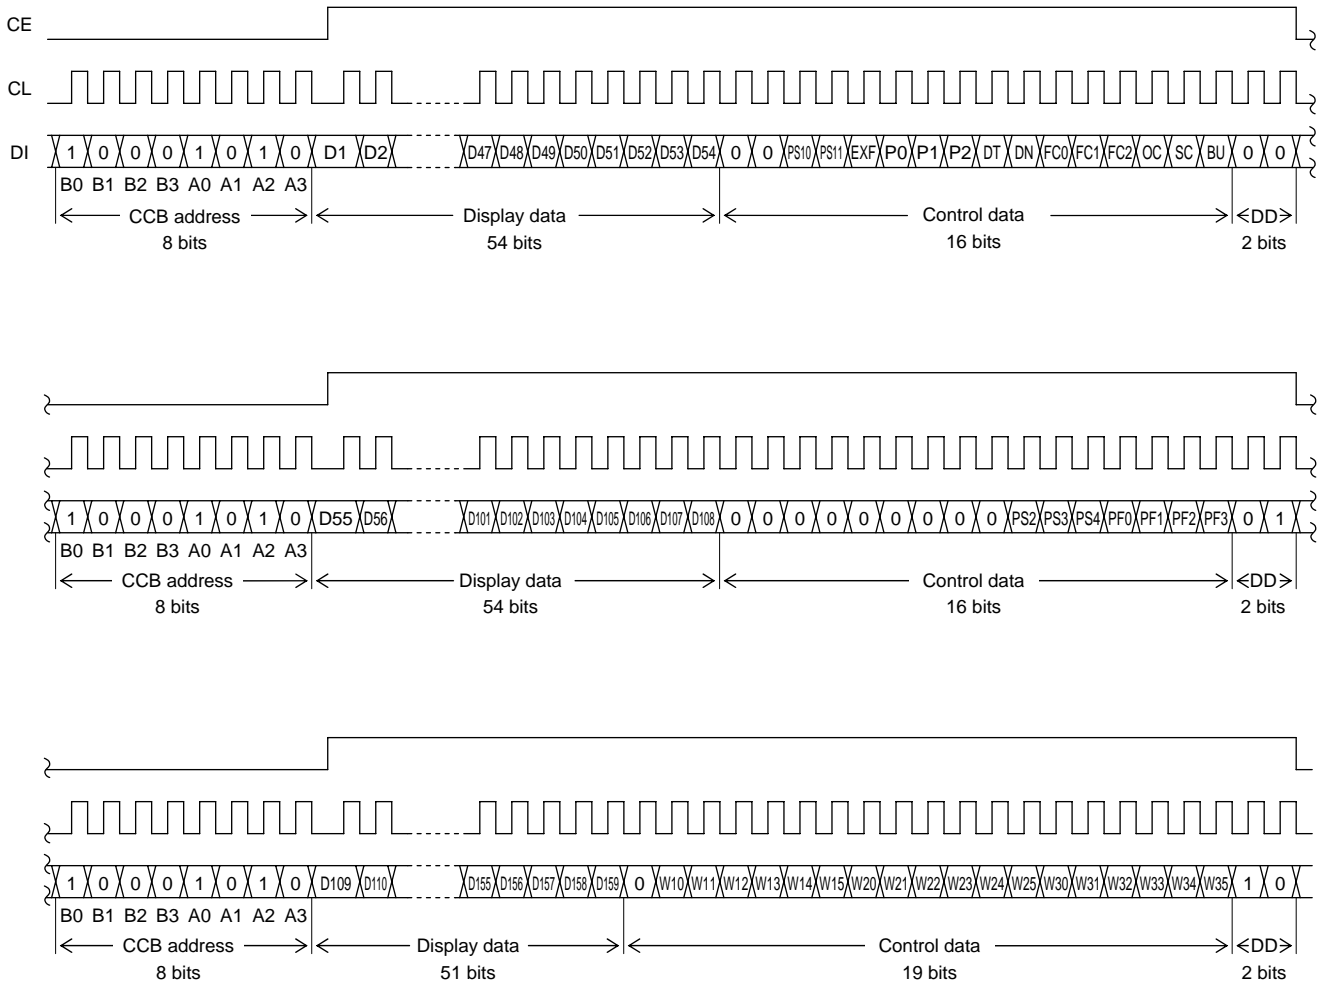 CE
CL
DI 1 0 0 0 1 0 1 0 D1 D2 D47 D48 D49 D50 D51 D52 D53 D54 0 0 PS10 PS11 EXF P0 P1 P2 DT DN FC0 FC1 FC2 OC SC BU 0 0
B0 B1 B2 B3 A0 A1 A2 A3
CCB address Display data Control data DD
8 bits 54 bits 16 bits 2 bits
1 0 0 0 1 0 1 0 D55 D56 D101 D102 D103 D104 D105 D106 D107 D108 0 0 0 0 0 0 0 0 0 PS2 PS3 PS4 PF0 PF1 PF2 PF3 0 1
B0 B1 B2 B3 A0 A1 A2 A3
CCB address Display data Control data DD
8 bits 54 bits 16 bits 2 bits
1 0 0 0 1 0 1 0 D109 D110 D155 D156 D157 D158 D159 0 W10 W11 W12 W13 W14 W15 W20 W21 W22 W23 W24 W25 W30 W31 W32 W33 W34 W35 1 0
B0 B1 B2 B3 A0 A1 A2 A3
CCB address Display data Control data DD
8 bits 51 bits 19 bits 2 bits